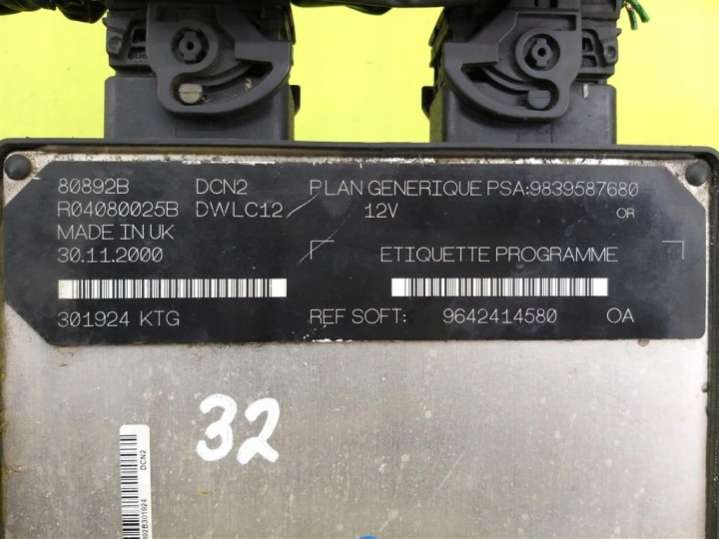 80892B DCN2 PLAN GENERIQUE PSA:9839587680
R04080025B DWLC12 12V OR
MADE IN UK
30.11.2000 ETIQUETTE PROGRAMME
301924 KTG REF SOFT: 9642414580 OA
32
DCN2
892B301924